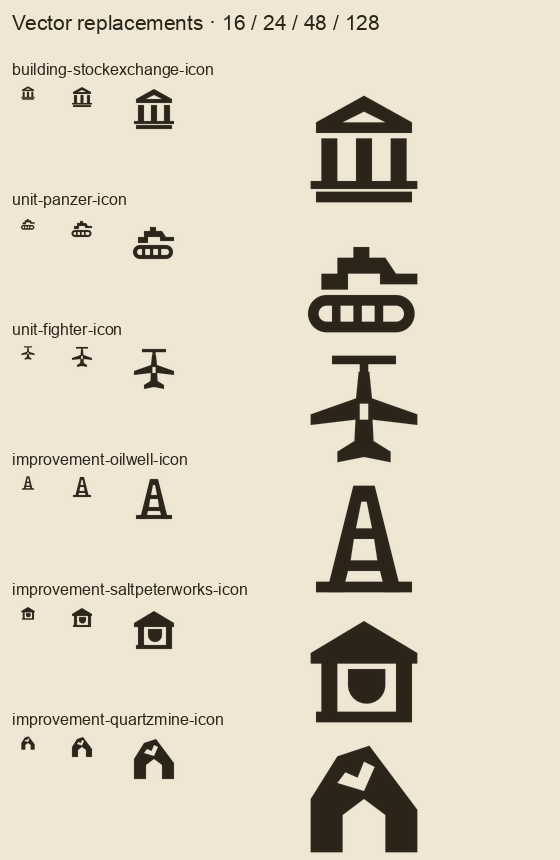 Vector replacements · 16 / 24 / 48 / 128
building-stockexchange-icon
unit-panzer-icon
unit-fighter-icon
improvement-oilwell-icon
improvement-saltpeterworks-icon
improvement-quartzmine-icon